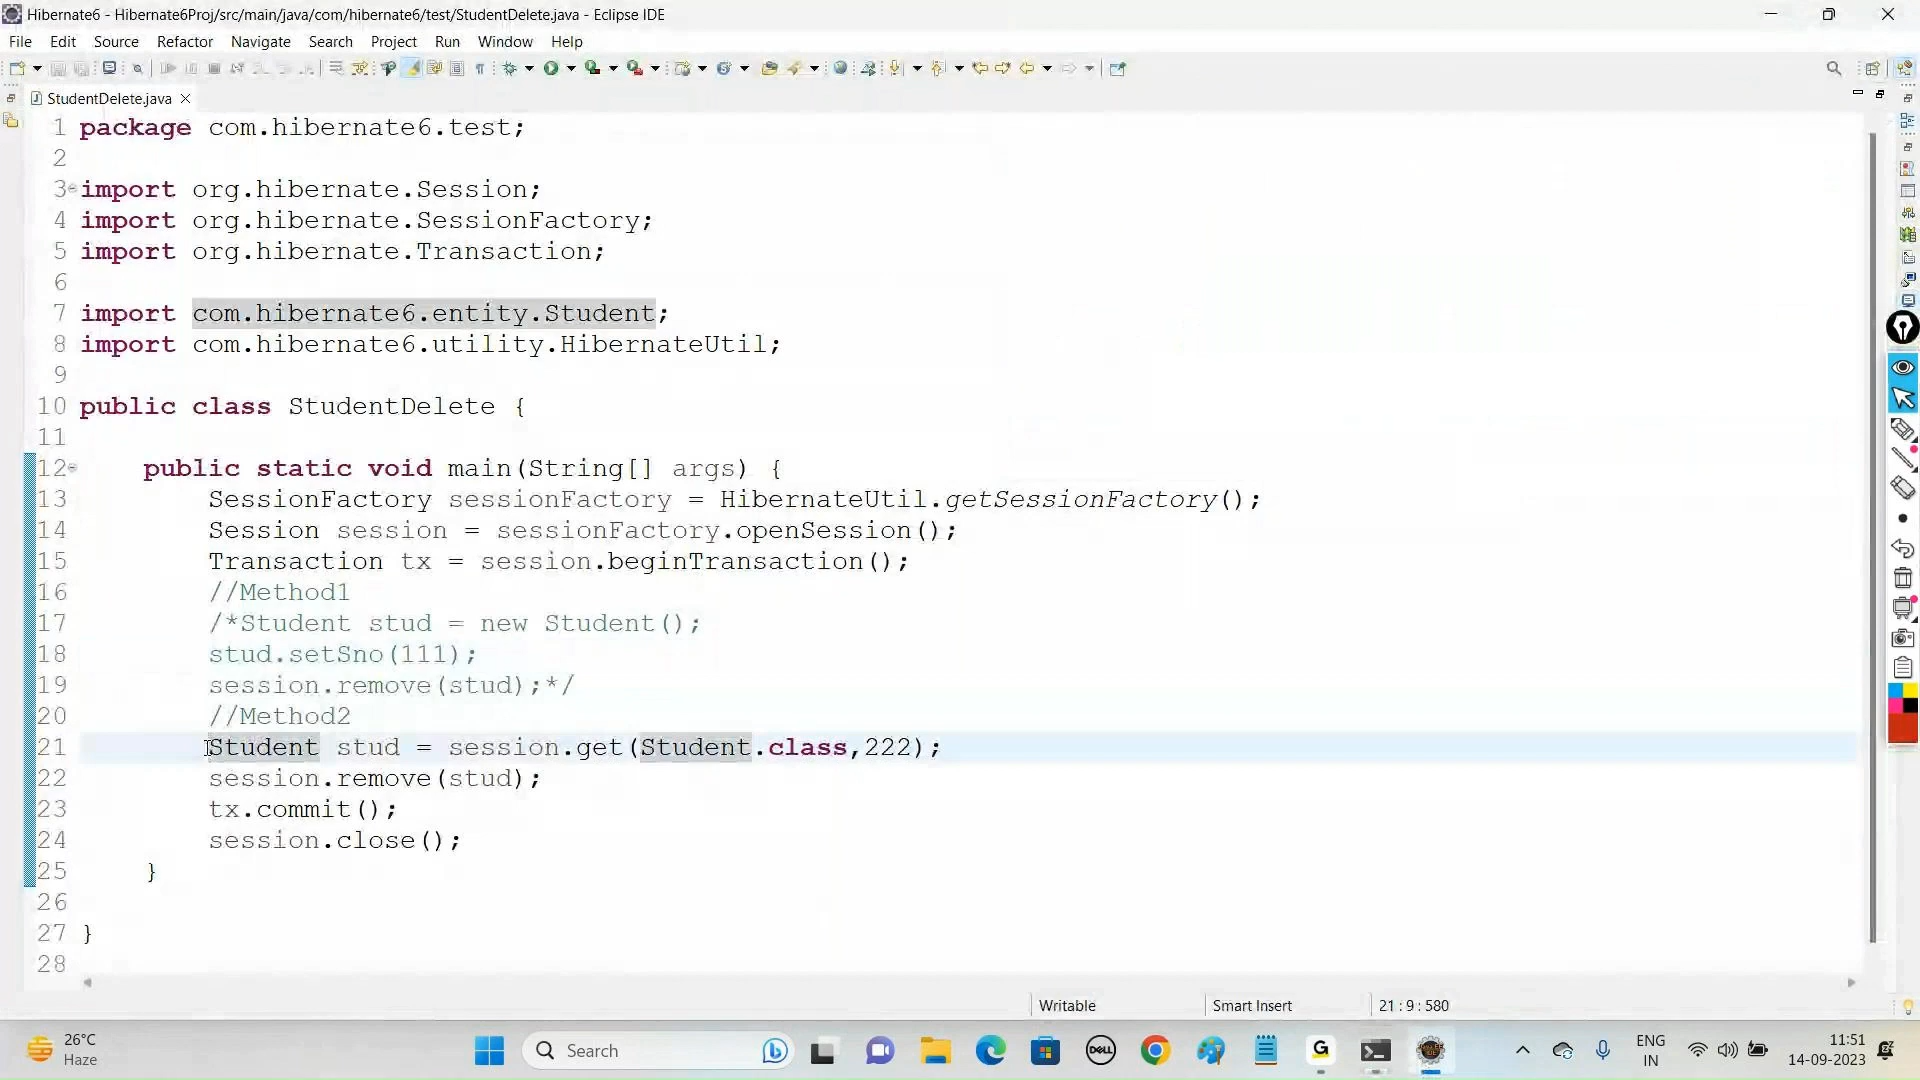 Hibernate6 - Hibernate6Proj/src/main/java/com/hibernate6/test/StudentDelete.java - Eclipse IDE
File Edit Source Refactor Navigate Search Project Run Window Help
StudentDelete.java
1 package com.hibernate6.test;
2
3 import org.hibernate.Session;
4 import org.hibernate.SessionFactory;
5 import org.hibernate.Transaction;
6
7 import com.hibernate6.entity.Student;
8 import com.hibernate6.utility.HibernateUtil;
9
10 public class StudentDelete {
11
12 public static void main(String[] args) {
13 SessionFactory sessionFactory = HibernateUtil.getSessionFactory();
14 Session session = sessionFactory.openSession();
15 Transaction tx = session.beginTransaction();
16 //Method1
17 /*Student stud = new Student();
18 stud.setSno(111);
19 session.remove(stud);*/
20 //Method2
21 Student stud = session.get(Student.class,222);
22 session.remove(stud);
23 tx.commit();
24 session.close();
25 }
26
27 }
28
Writable Smart Insert 21 : 9 : 580
26°C
Haze
Search
DELL
ENG
IN
11:51
14-09-2023